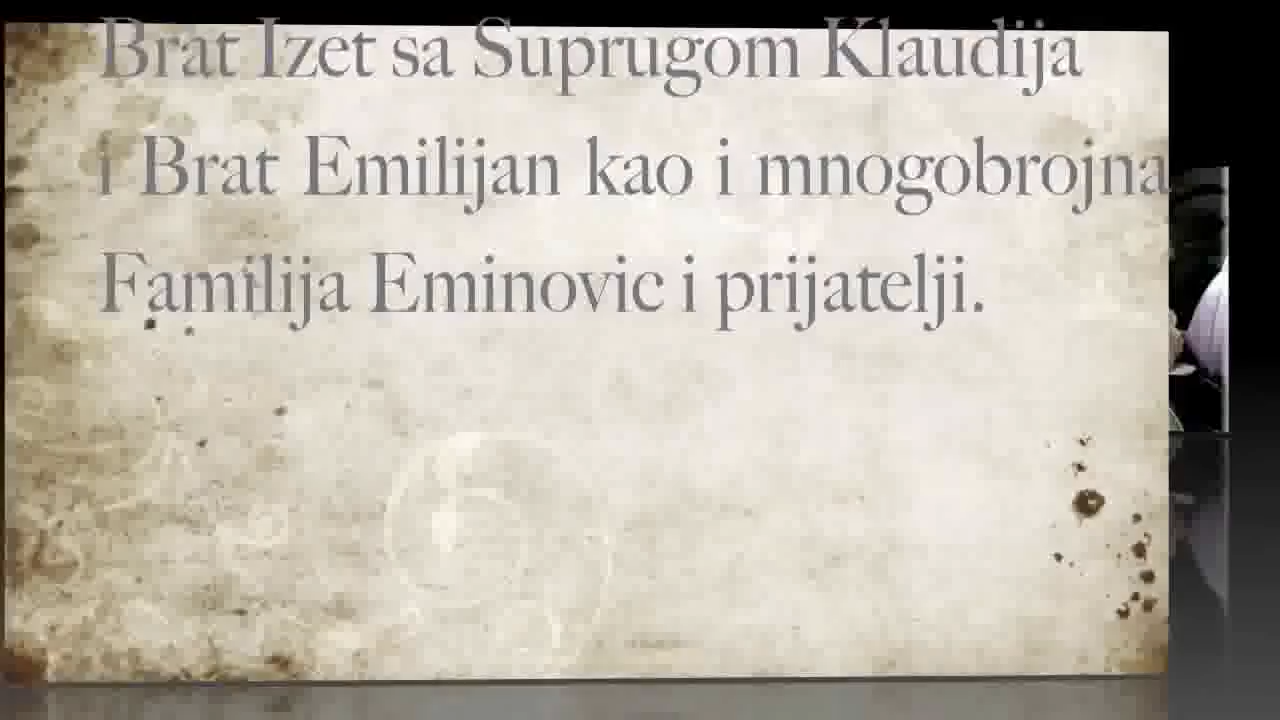 Brat Izet sa Suprugom Klaudija
i Brat Emilijan kao i mnogobrojna
Familija Eminovic i prijatelji.